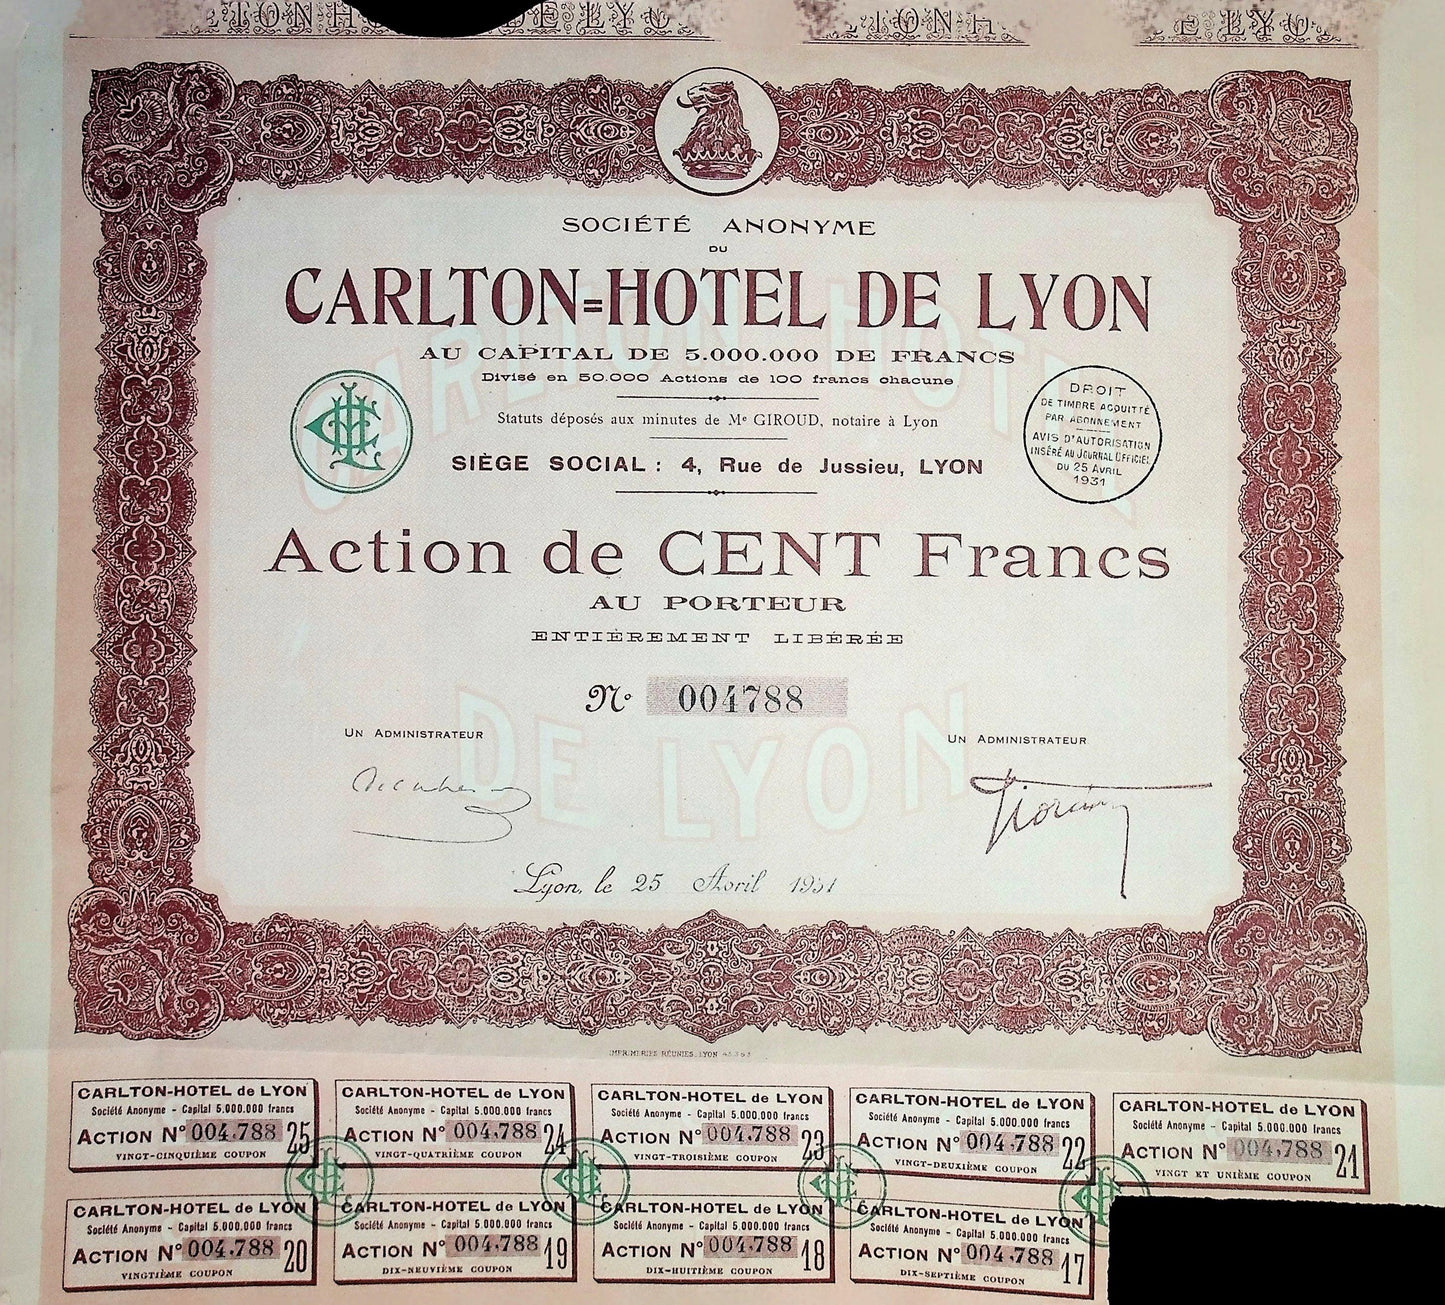 SOCIÉTÉ ANONYME
DU
CARLTON=HOTEL DE LYON
AU CAPITAL DE 5.000.000 DE FRANCS
Divisé en 50.000 Actions de 100 francs chacune
Statuts déposés aux minutes de Me GIROUD, notaire à Lyon
SIÈGE SOCIAL : 4, Rue de Jussieu, LYON
DROIT
DE TIMBRE ACQUITTÉ
PAR ABONNEMENT
AVIS D'AUTORISATION
INSÉRÉ AU JOURNAL OFFICIEL
DU 25 AVRIL
1931
CARLTON HOTEL
DE LYON
Action de CENT Francs
AU PORTEUR
ENTIÈREMENT LIBÉRÉE
No 004788
UN ADMINISTRATEUR
UN ADMINISTRATEUR
Lyon, le 25 Avril 1931
IMPRIMERIES RÉUNIES, LYON
CARLTON-HOTEL de LYON
Société Anonyme - Capital 5.000.000 francs
ACTION No 004.788 25
VINGT-CINQUIÈME COUPON
CARLTON-HOTEL de LYON
Société Anonyme - Capital 5.000.000 francs
ACTION No 004.788 24
VINGT-QUATRIÈME COUPON
CARLTON-HOTEL de LYON
Société Anonyme - Capital 5.000.000 francs
ACTION No 004.788 23
VINGT-TROISIÈME COUPON
CARLTON-HOTEL de LYON
Société Anonyme - Capital 5.000.000 francs
ACTION No 004.788 22
VINGT-DEUXIÈME COUPON
CARLTON-HOTEL de LYON
Société Anonyme - Capital 5.000.000 francs
ACTION No 004.788 21
VINGT ET UNIÈME COUPON
CARLTON-HOTEL de LYON
Société Anonyme - Capital 5.000.000 francs
ACTION No 004.788 20
VINGTIÈME COUPON
CARLTON-HOTEL de LYON
Société Anonyme - Capital 5.000.000 francs
ACTION No 004.788 19
DIX-NEUVIÈME COUPON
CARLTON-HOTEL de LYON
Société Anonyme - Capital 5.000.000 francs
ACTION No 004.788 18
DIX-HUITIÈME COUPON
CARLTON-HOTEL de LYON
Société Anonyme - Capital 5.000.000 francs
ACTION No 004.788 17
DIX-SEPTIÈME COUPON